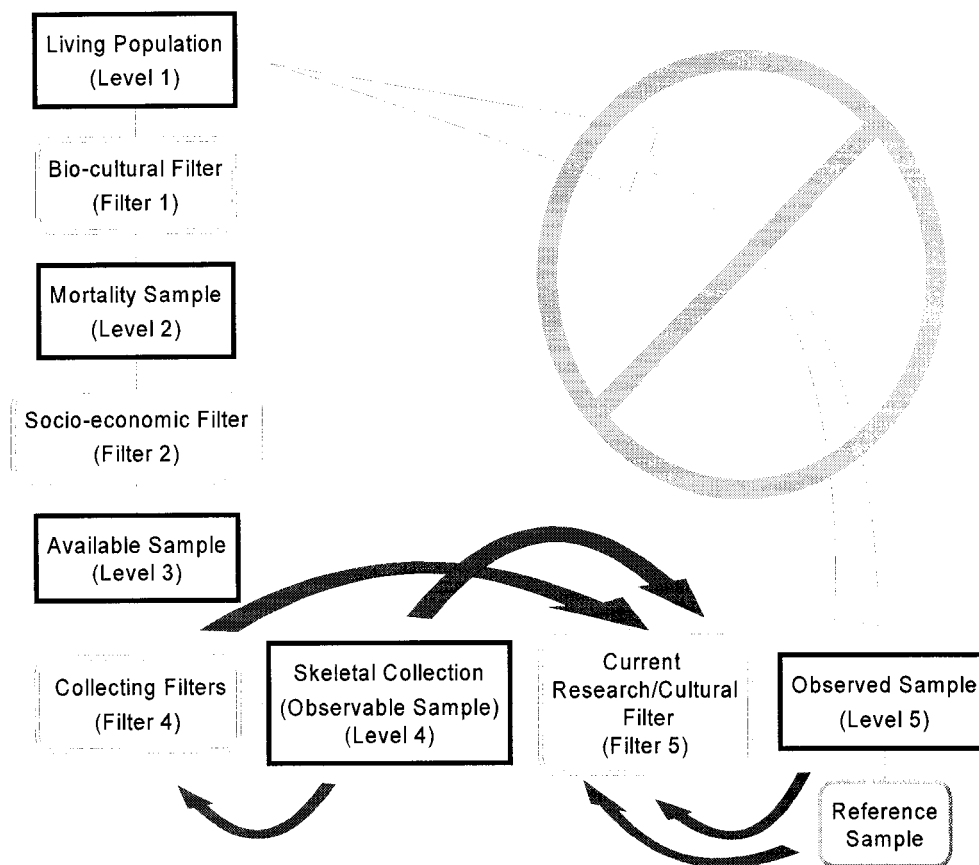 Living Population
(Level 1)
Bio-cultural Filter
(Filter 1)
Mortality Sample
(Level 2)
Socio-economic Filter
(Filter 2)
Available Sample
(Level 3)
Collecting Filters
(Filter 4)
Skeletal Collection
(Observable Sample)
(Level 4)
Current
Research/Cultural
Filter
(Filter 5)
Observed Sample
(Level 5)
Reference
Sample